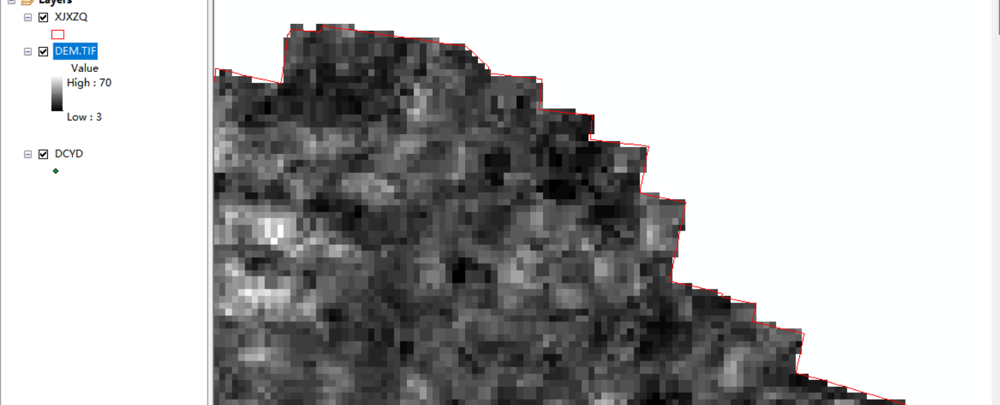 Layers
XJXZQ
DEM.TIF
Value
High : 70
Low : 3
DCYD